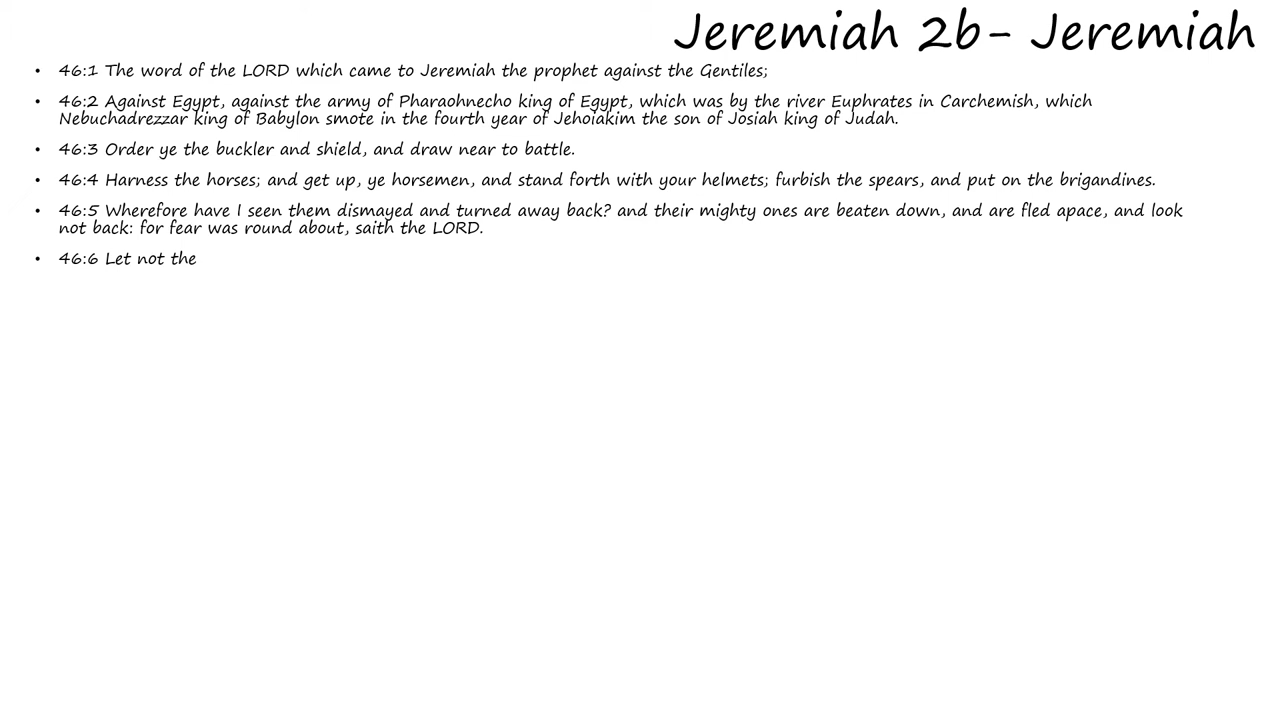 Jeremiah 2b- Jeremiah
• 46:1 The word of the LORD which came to Jeremiah the prophet against the Gentiles;
• 46:2 Against Egypt, against the army of Pharaohnecho king of Egypt, which was by the river Euphrates in Carchemish, which
Nebuchadrezzar king of Babylon smote in the fourth year of Jehoiakim the son of Josiah king of Judah.
• 46:3 Order ye the buckler and shield, and draw near to battle.
• 46:4 Harness the horses; and get up, ye horsemen, and stand forth with your helmets; furbish the spears, and put on the brigandines.
• 46:5 Wherefore have I seen them dismayed and turned away back? and their mighty ones are beaten down, and are fled apace, and look
not back: for fear was round about, saith the LORD.
• 46:6 Let not the